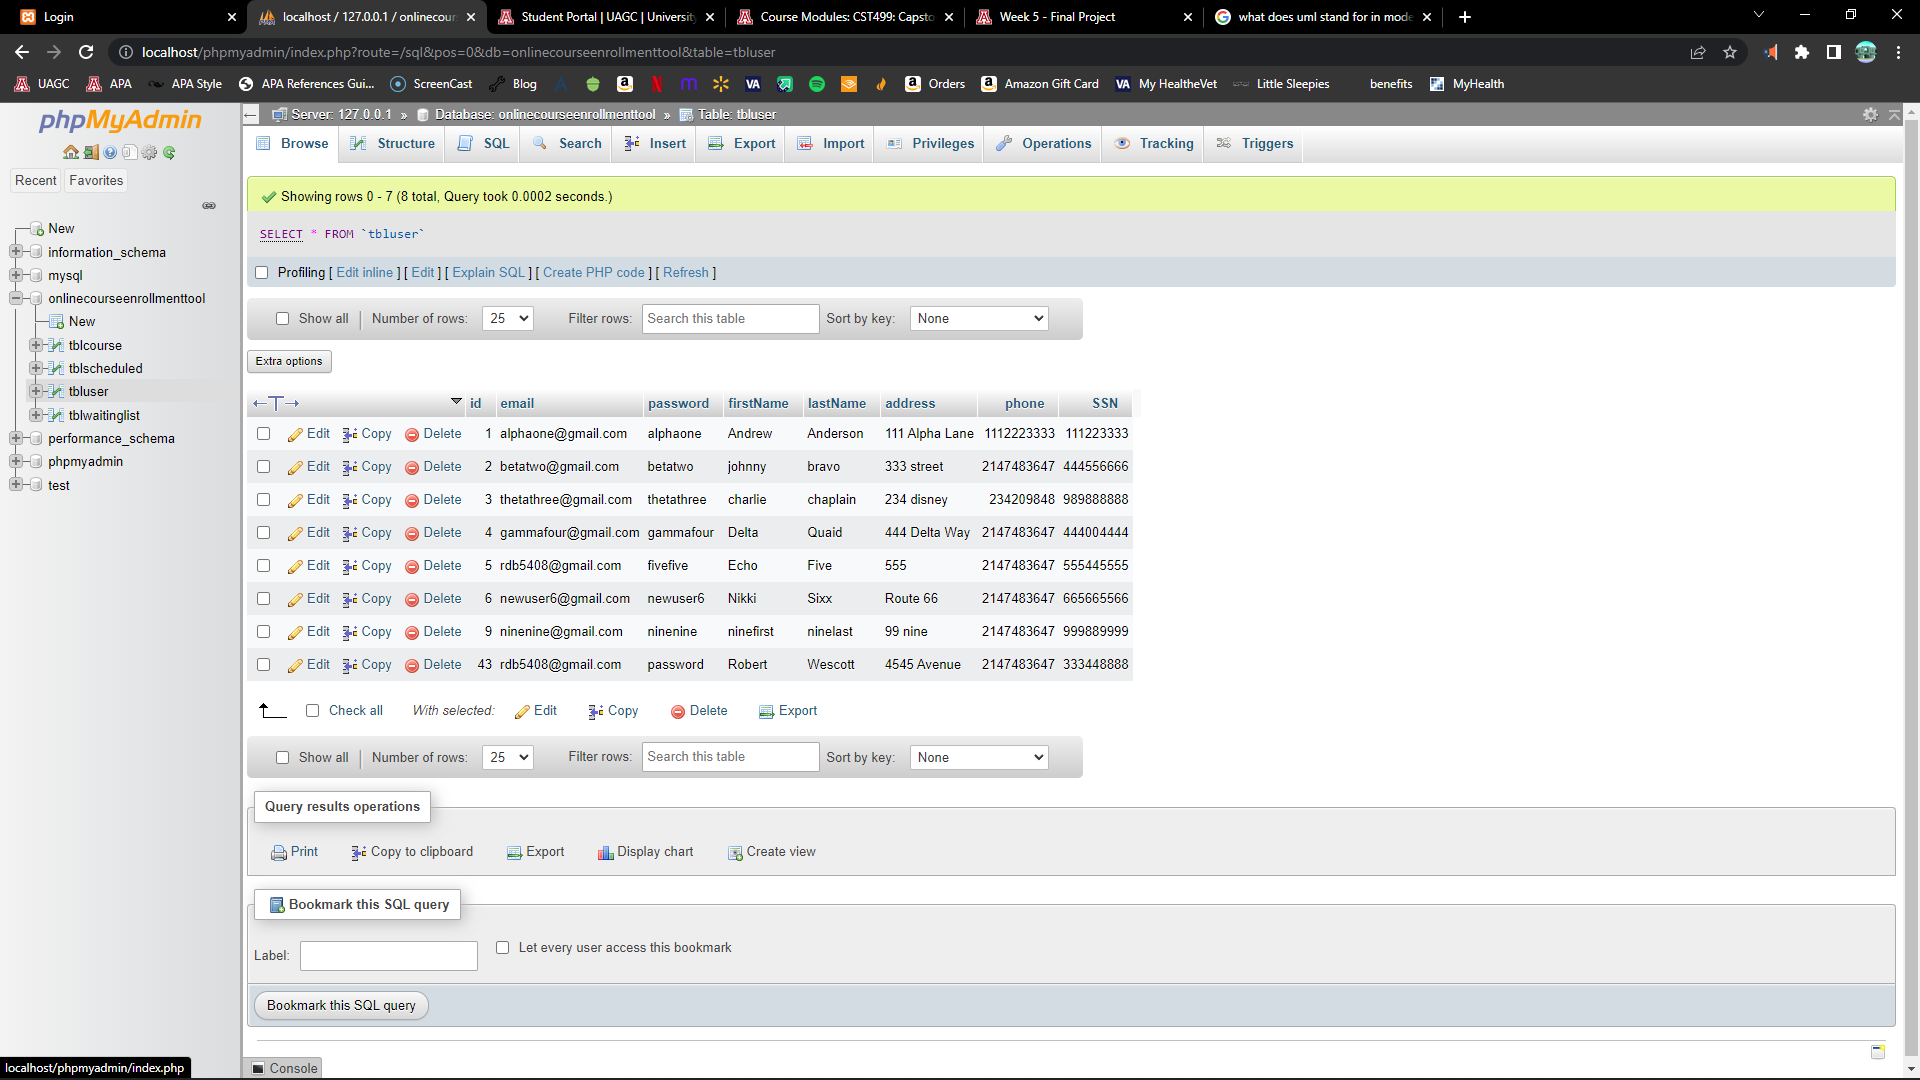 Login
localhost / 127.0.0.1 / onlinecours
Student Portal | UAGC | University
Course Modules: CST499: Capsto
Week 5 - Final Project
what does uml stand for in mode
localhost/phpmyadmin/index.php?route=/sql&pos=0&db=onlinecourseenrollmenttool&table=tbluser
UAGC APA APA Style APA References Gui... ScreenCast Blog Orders Amazon Gift Card My HealtheVet Little Sleepies benefits MyHealth
phpMyAdmin
Recent Favorites
New
information_schema
mysql
onlinecourseenrollmenttool
New
tblcourse
tblscheduled
tbluser
tblwaitinglist
performance_schema
phpmyadmin
test
Server: 127.0.0.1 » Database: onlinecourseenrollmenttool » Table: tbluser
Browse Structure SQL Search Insert Export Import Privileges Operations Tracking Triggers
Showing rows 0 - 7 (8 total, Query took 0.0002 seconds.)
SELECT * FROM `tbluser`
Profiling [ Edit inline ] [ Edit ] [ Explain SQL ] [ Create PHP code ] [ Refresh ]
Show all Number of rows: 25 Filter rows: Search this table Sort by key: None
Extra options
id email password firstName lastName address phone SSN
Edit Copy Delete 1 alphaone@gmail.com alphaone Andrew Anderson 111 Alpha Lane 1112223333 111223333
Edit Copy Delete 2 betatwo@gmail.com betatwo johnny bravo 333 street 2147483647 444556666
Edit Copy Delete 3 thetathree@gmail.com thetathree charlie chaplain 234 disney 234209848 989888888
Edit Copy Delete 4 gammafour@gmail.com gammafour Delta Quaid 444 Delta Way 2147483647 444004444
Edit Copy Delete 5 rdb5408@gmail.com fivefive Echo Five 555 2147483647 555445555
Edit Copy Delete 6 newuser6@gmail.com newuser6 Nikki Sixx Route 66 2147483647 665665566
Edit Copy Delete 9 ninenine@gmail.com ninenine ninefirst ninelast 99 nine 2147483647 999889999
Edit Copy Delete 43 rdb5408@gmail.com password Robert Wescott 4545 Avenue 2147483647 333448888
Check all With selected: Edit Copy Delete Export
Show all Number of rows: 25 Filter rows: Search this table Sort by key: None
Query results operations
Print Copy to clipboard Export Display chart Create view
Bookmark this SQL query
Label: Let every user access this bookmark
Bookmark this SQL query
localhost/phpmyadmin/index.php
Console